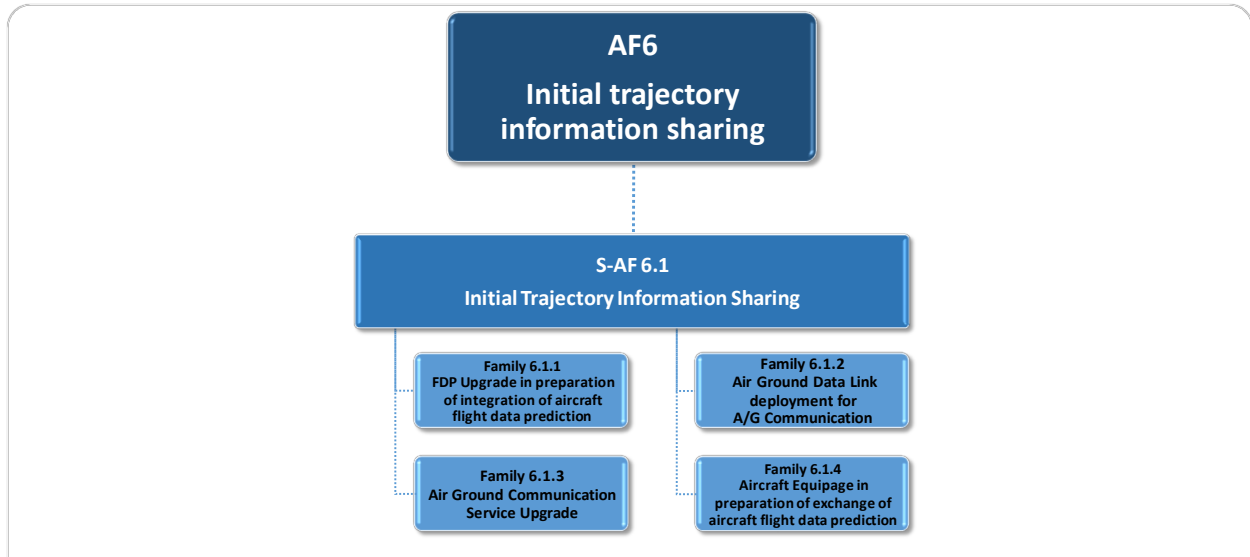 AF6
Initial trajectory
information sharing
S-AF 6.1
Initial Trajectory Information Sharing
Family 6.1.1
FDP Upgrade in preparation
of integration of aircraft
flight data prediction
Family 6.1.2
Air Ground Data Link
deployment for
A/G Communication
Family 6.1.3
Air Ground Communication
Service Upgrade
Family 6.1.4
Aircraft Equipage in
preparation of exchange of
aircraft flight data prediction